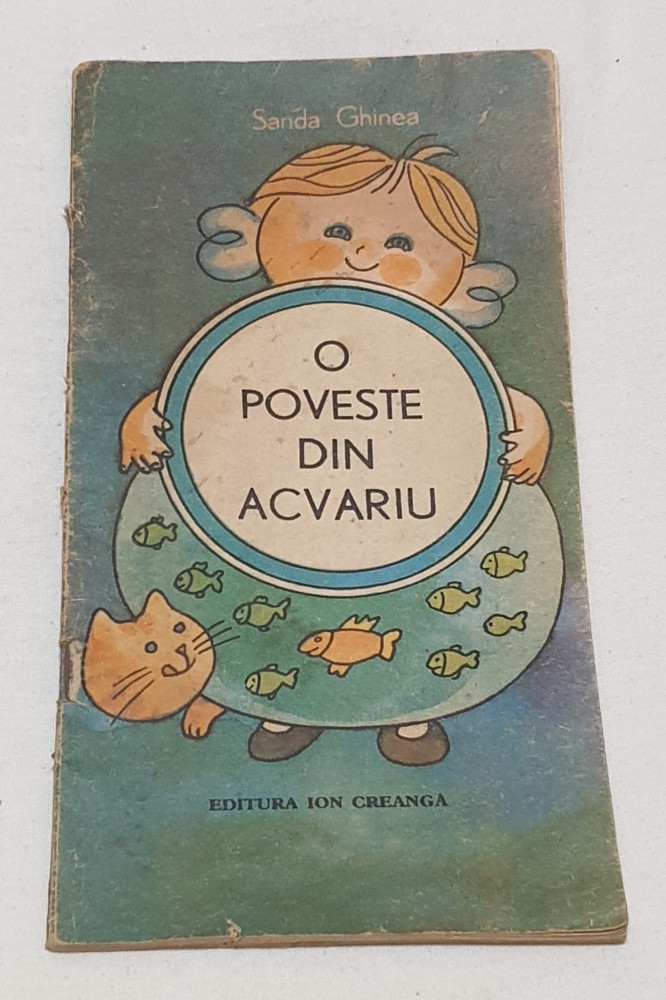 Sanda Ghinea
O
POVESTE
DIN
ACVARIU
EDITURA ION CREANGĂ